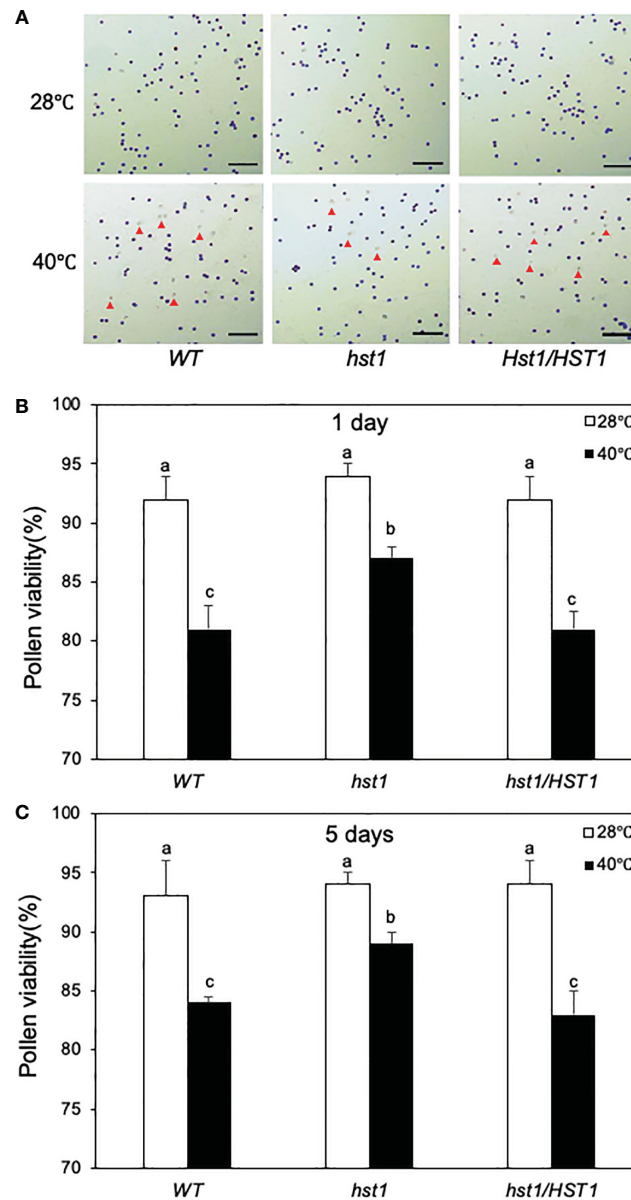 A
28°C
40°C
WT hst1 Hst1/HST1
B
100
95
90
85
80
75
70
Pollen viability(%)
1 day
28°C
40°C
a
c
a
b
a
c
WT hst1 hst1/HST1
C
100
95
90
85
80
75
70
Pollen viability(%)
5 days
28°C
40°C
a
c
a
b
a
c
WT hst1 hst1/HST1